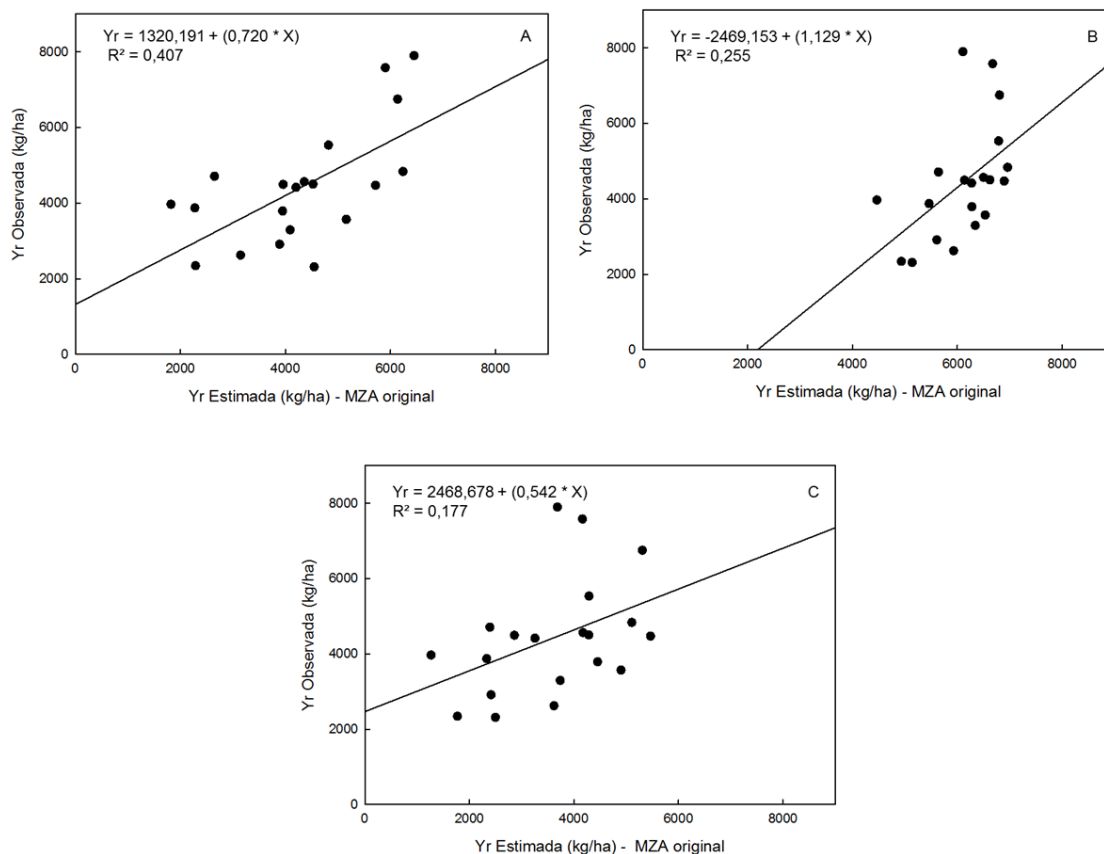 Yr = 1320,191 + (0,720 * X)
R² = 0,407
A
8000
6000
4000
2000
0
Yr Observada (kg/ha)
0
2000
4000
6000
8000
Yr Estimada (kg/ha) - MZA original
Yr = -2469,153 + (1,129 * X)
R² = 0,255
B
8000
6000
4000
2000
0
Yr Observada (kg/ha)
0
2000
4000
6000
8000
Yr Estimada (kg/ha) - MZA original
Yr = 2468,678 + (0,542 * X)
R² = 0,177
C
8000
6000
4000
2000
0
Yr Observada (kg/ha)
0
2000
4000
6000
8000
Yr Estimada (kg/ha) - MZA original